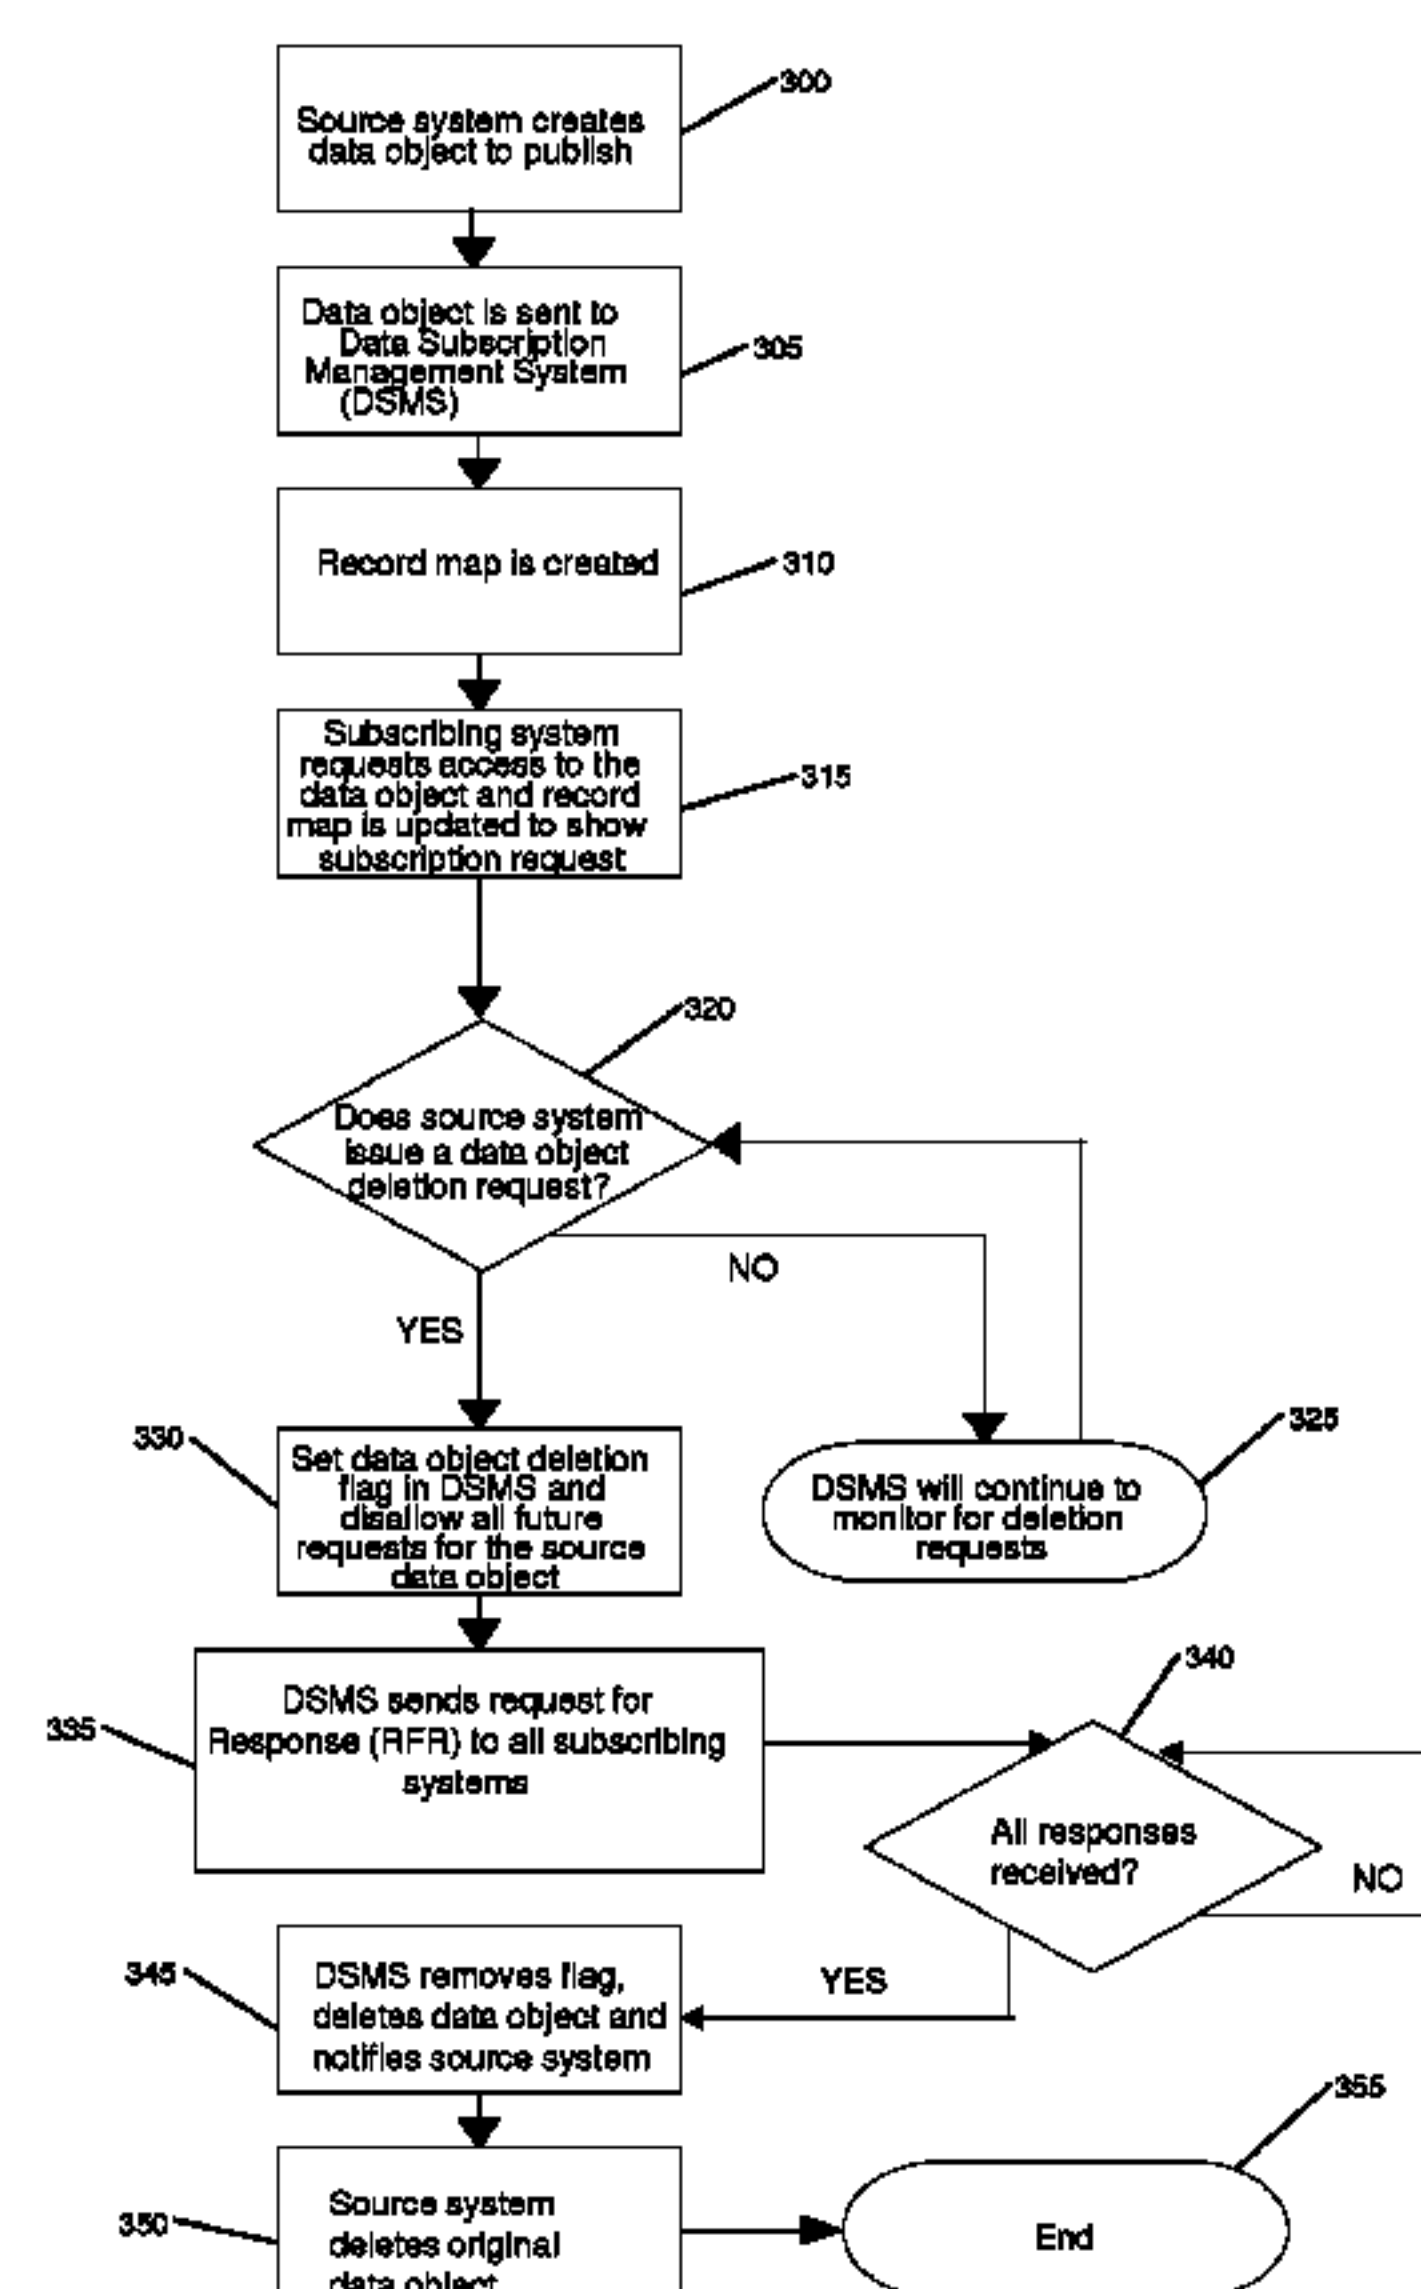 300
Source system creates
data object to publish
Data object is sent to
Data Subscription
Management System
(DSMS)
305
Record map is created
310
Subscribing system
requests access to the
data object and record
map is updated to show
subscription request
315
320
Does source system
issue a data object
deletion request?
NO
YES
330
Set data object deletion
flag in DSMS and
disallow all future
requests for the source
data object
325
DSMS will continue to
monitor for deletion
requests
335
DSMS sends request for
Response (RFR) to all subscribing
systems
340
All responses
received?
NO
YES
345
DSMS removes flag,
deletes data object and
notifies source system
350
Source system
deletes original
data object
355
End